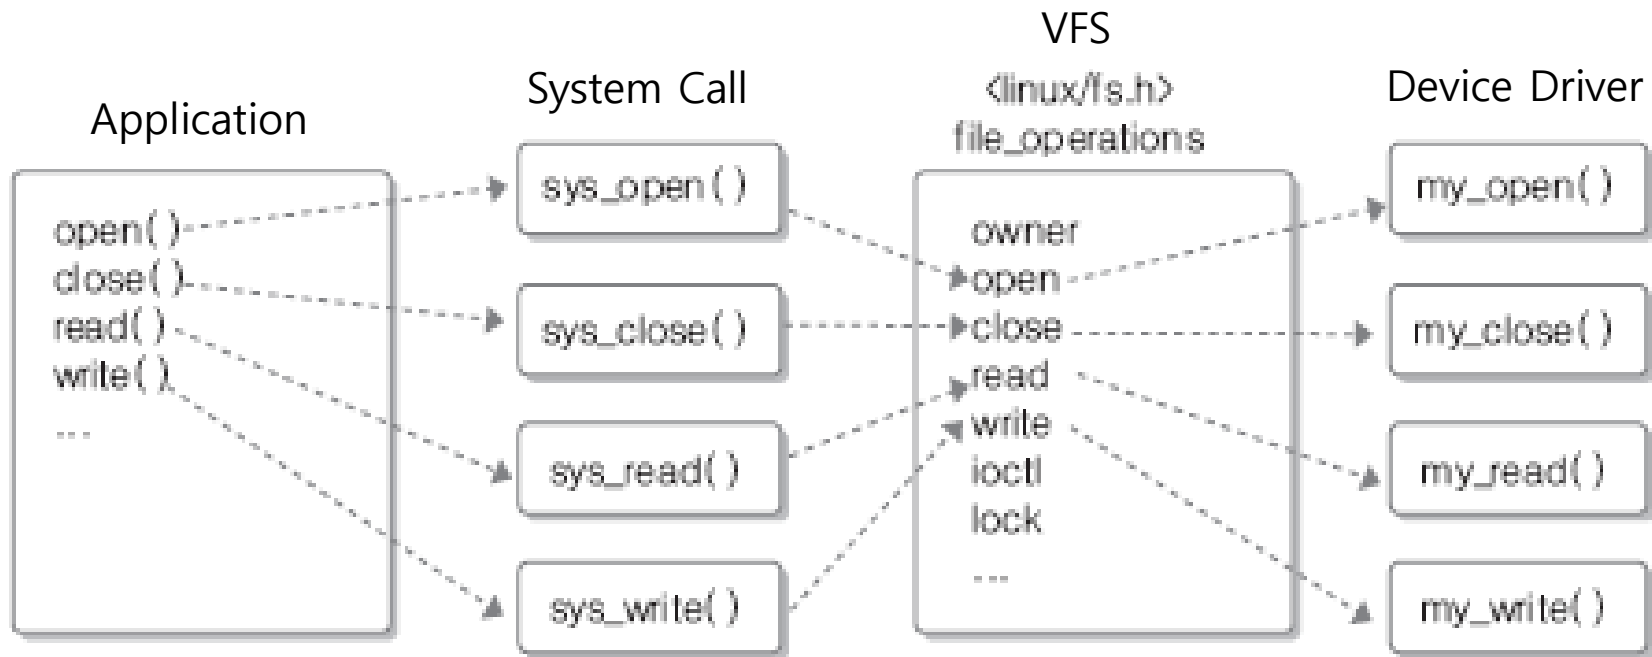 Application
open()
close()
read()
write()
...
System Call
sys_open()
sys_close()
sys_read()
sys_write()
VFS
<linux/fs.h>
file_operations
owner
open
close
read
write
ioctl
lock
...
Device Driver
my_open()
my_close()
my_read()
my_write()